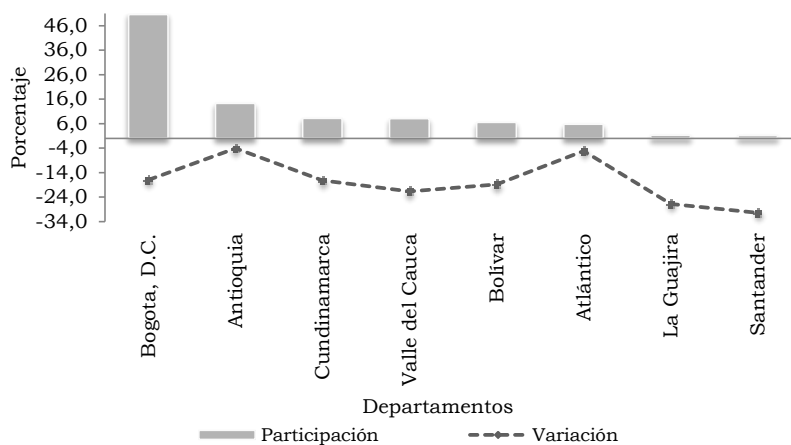 Porcentaje
46,0
36,0
26,0
16,0
6,0
-4,0
-14,0
-24,0
-34,0
Bogota, D.C.
Antioquia
Cundinamarca
Valle del Cauca
Bolívar
Atlántico
La Guajira
Santander
Departamentos
Participación
Variación